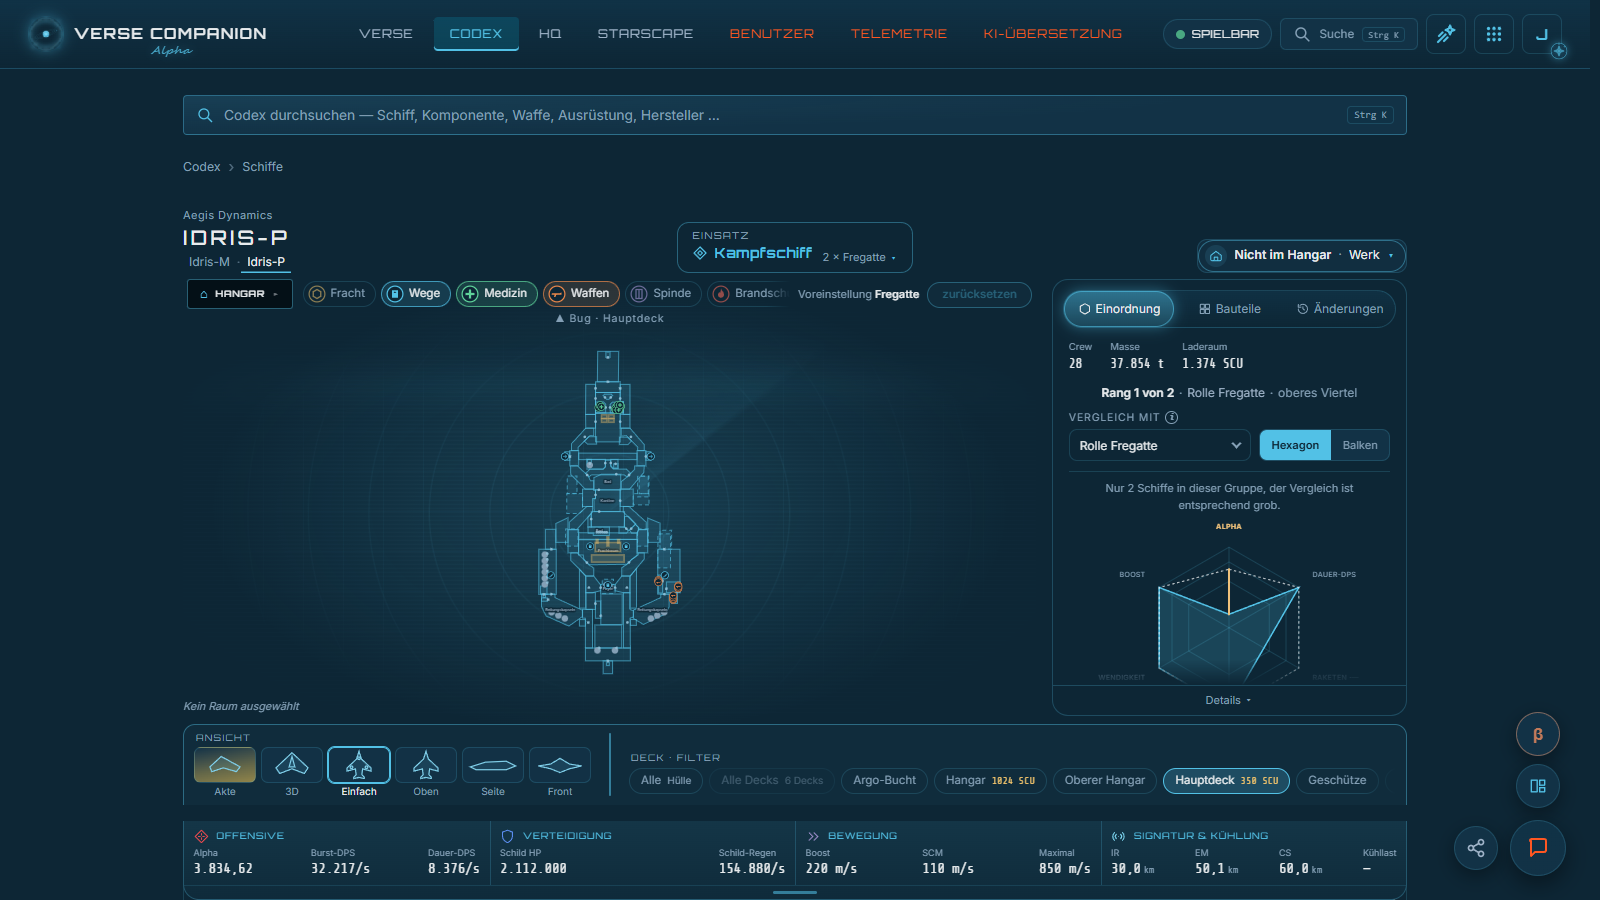 VERSE COMPANION
Alpha
VERSE
CODEX
HQ
STARSCAPE
BENUTZER
TELEMETRIE
KI-ÜBERSETZUNG
SPIELBAR
Suche
Strg K
J
Codex durchsuchen — Schiff, Komponente, Waffe, Ausrüstung, Hersteller ...
Strg K
Codex › Schiffe
Aegis Dynamics
IDRIS-P
Idris-M · Idris-P
EINSATZ
Kampfschiff 2 × Fregatte
Nicht im Hangar · Werk
HANGAR
Fracht
Wege
Medizin
Waffen
Spinde
Brandsch
Voreinstellung Fregatte
zurücksetzen
▲ Bug · Hauptdeck
Einordnung
Bauteile
Änderungen
Crew
28
Masse
37.854 t
Laderaum
1.374 SCU
Rang 1 von 2 · Rolle Fregatte · oberes Viertel
VERGLEICH MIT
Rolle Fregatte
Hexagon
Balken
Nur 2 Schiffe in dieser Gruppe, der Vergleich ist
entsprechend grob.
ALPHA
BOOST
DAUER-DPS
WENDIGKEIT
RAKETEN —
Details
Kein Raum ausgewählt
ANSICHT
Akte
3D
Einfach
Oben
Seite
Front
DECK · FILTER
Alle Hülle
Alle Decks 6 Decks
Argo-Bucht
Hangar 1024 SCU
Oberer Hangar
Hauptdeck 350 SCU
Geschütze
β
OFFENSIVE
Alpha
3.834,62
Burst-DPS
32.217/s
Dauer-DPS
8.376/s
VERTEIDIGUNG
Schild HP
2.112.000
Schild-Regen
154.880/s
BEWEGUNG
Boost
220 m/s
SCM
110 m/s
Maximal
850 m/s
SIGNATUR & KÜHLUNG
IR
30,0 km
EM
50,1 km
CS
60,0 km
Kühllast
—